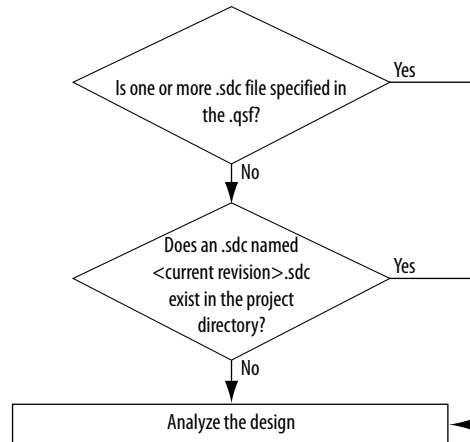 Is one or more .sdc file specified in
the .qsf?
Yes
No
Does an .sdc named
<current revision>.sdc
exist in the project
directory?
Yes
No
Analyze the design